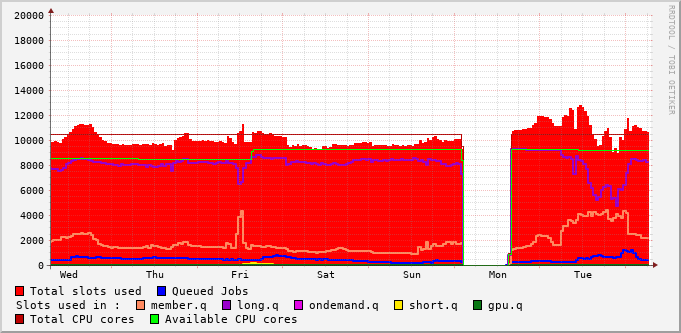 RRDTOOL / TOBI OETIKER
20000
18000
16000
14000
12000
10000
8000
6000
4000
2000
0
Wed Thu Fri Sat Sun Mon Tue
Total slots used Queued Jobs
Slots used in : member.q long.q ondemand.q short.q gpu.q
Total CPU cores Available CPU cores